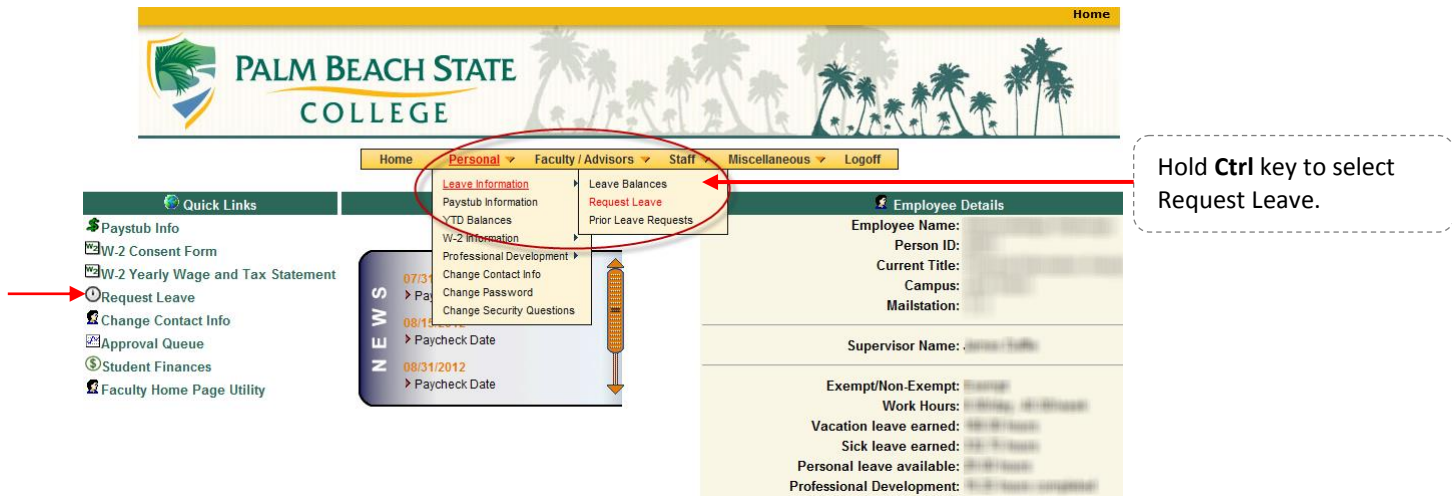 Home
PALM BEACH STATE
COLLEGE
Home Personal Faculty / Advisors Staff Miscellaneous Logoff
Leave Information
Paystub Information
YTD Balances
W-2 Information
Professional Development
Change Contact Info
Change Password
Change Security Questions
Leave Balances
Request Leave
Prior Leave Requests
Hold Ctrl key to select
Request Leave.
Quick Links
$ Paystub Info
W2 W-2 Consent Form
W2 W-2 Yearly Wage and Tax Statement
Request Leave
Change Contact Info
Approval Queue
$ Student Finances
Faculty Home Page Utility
NEWS
07/31
> Pay
08/15/2012
> Paycheck Date
08/31/2012
> Paycheck Date
Employee Details
Employee Name:
Person ID:
Current Title:
Campus:
Mailstation:
Supervisor Name:
Exempt/Non-Exempt:
Work Hours:
Vacation leave earned:
Sick leave earned:
Personal leave available:
Professional Development: